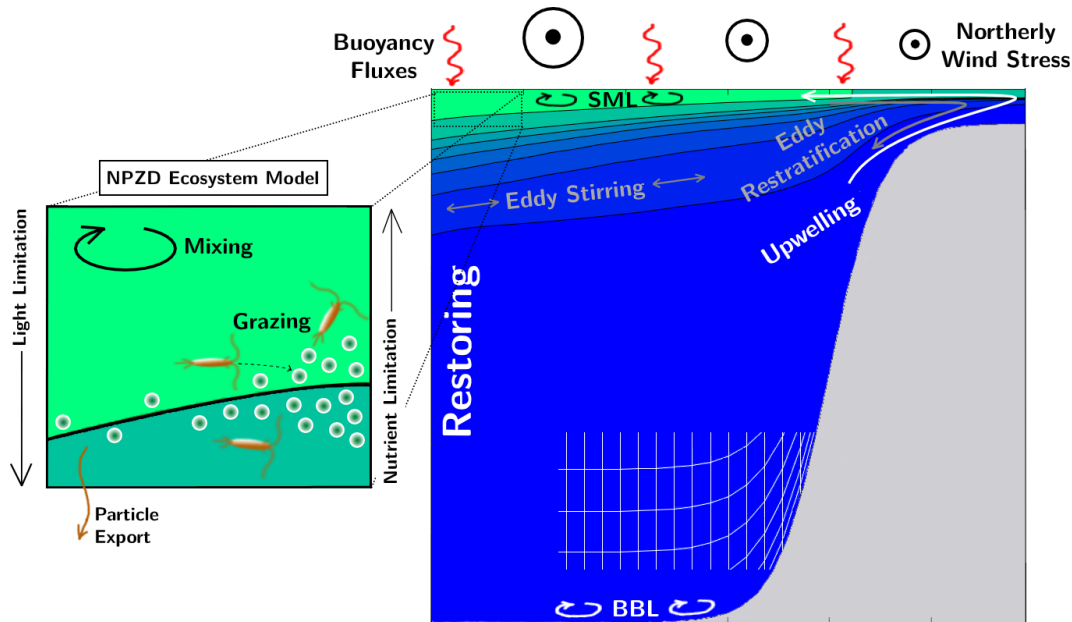 Buoyancy
Fluxes
Northerly
Wind Stress
SML
Eddy
Restratification
Eddy Stirring
Upwelling
NPZD Ecosystem Model
Light Limitation
Mixing
Grazing
Nutrient Limitation
Restoring
Particle
Export
BBL